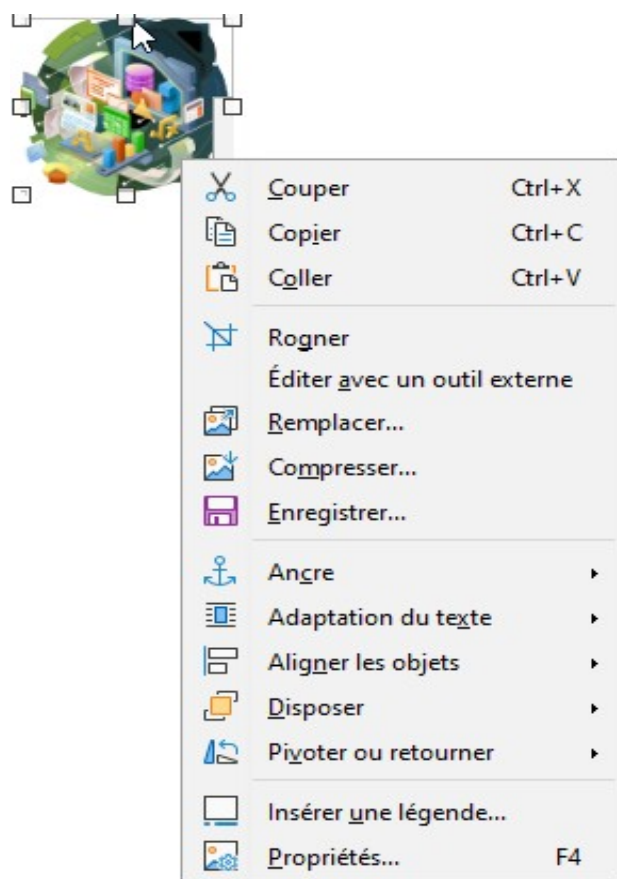 Couper Ctrl+X
Copier Ctrl+C
Coller Ctrl+V
Rogner
Éditer avec un outil externe
Remplacer...
Compresser...
Enregistrer...
Ancre
Adaptation du texte
Aligner les objets
Disposer
Pivoter ou retourner
Insérer une légende...
Propriétés... F4